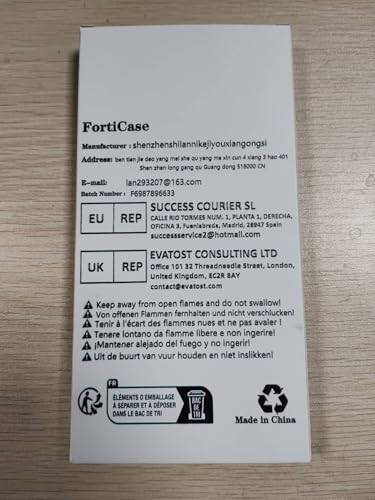 FortiCase
Manufacturer : shenzhenshilannikejiyouxiangongsi
Address: ben tian jie dao yang mei she qu yang ma xin cun 4 xiang 3 hao 401
Shen zhan long gang qu Guang dong 518000 CN
E-mail: lan293207@163.com
Batch Number : F6987896633
EU REP SUCCESS COURIER SL
CALLE RIO TORMES NUM. 1, PLANTA 1, DERECHA,
OFICINA 3, Fuenlabrada, Madrid, 28947 Spain
successservice2@hotmail.com
UK REP EVATOST CONSULTING LTD
Office 101 32 Threadneedle Street, London,
United Kingdom, EC2R 8AY
contact@evatost.com
Keep away from open flames and do not swallow!
Von offenen Flammen fernhalten und nicht verschlucken!
Tenir à l'écart des flammes nues et ne pas avaler !
Tenere lontano da fiamme libere e non ingerire!
¡Mantener alejado del fuego y no ingerir!
Uit de buurt van vuur houden en niet inslikken!
FR
ÉLÉMENTS D'EMBALLAGE
À SÉPARER ET À DÉPOSER
DANS LE BAC DE TRI
BAC
DE
TRI
Made in China